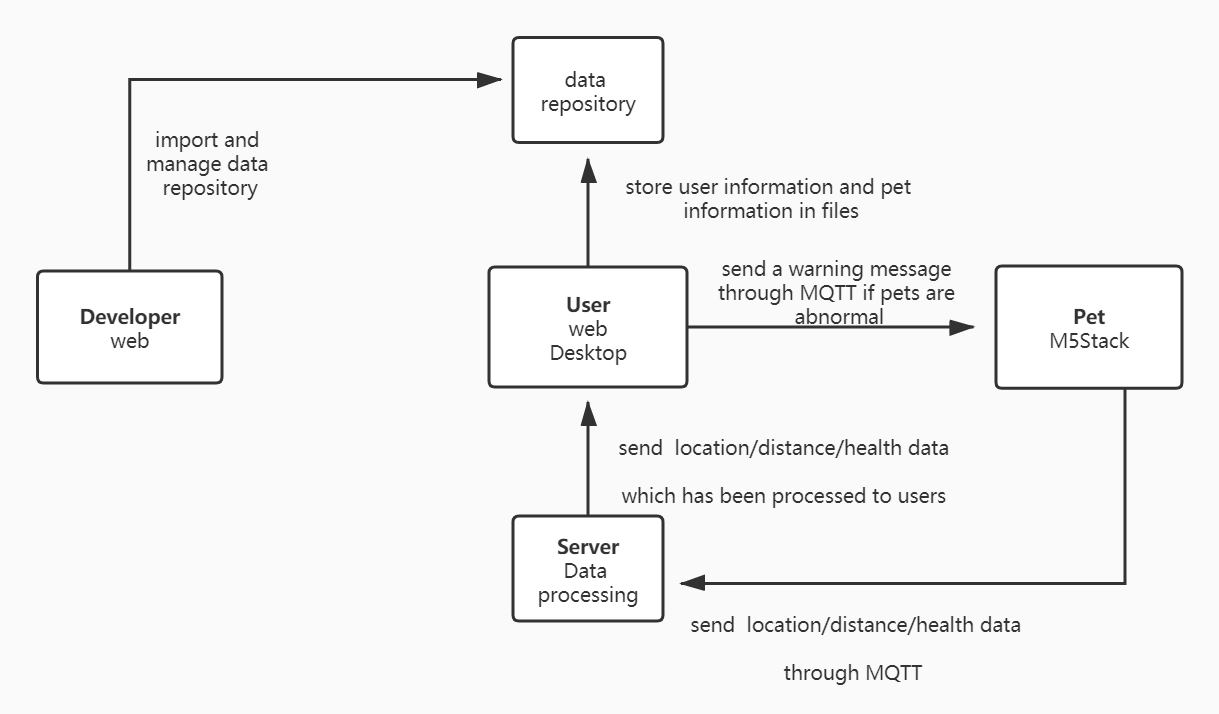 data
repository
import and
manage data
repository
store user information and pet
information in files
Developer
web
User
web
Desktop
send a warning message
through MQTT if pets are
abnormal
Pet
M5Stack
send  location/distance/health data
which has been processed to users
Server
Data
processing
send  location/distance/health data
through MQTT